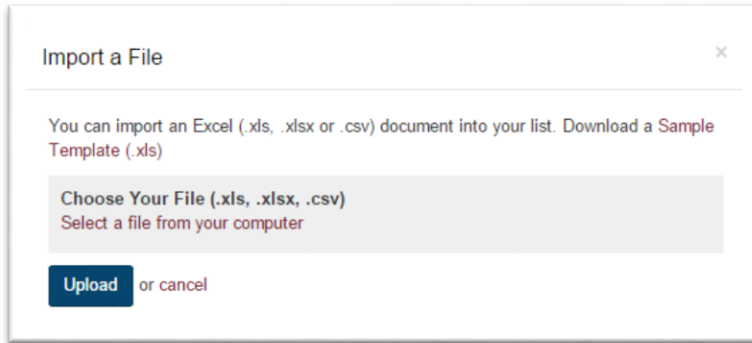 Import a File ×
You can import an Excel (.xls, .xlsx or .csv) document into your list. Download a Sample
Template (.xls)
Choose Your File (.xls, .xlsx, .csv)
Select a file from your computer
Upload or cancel